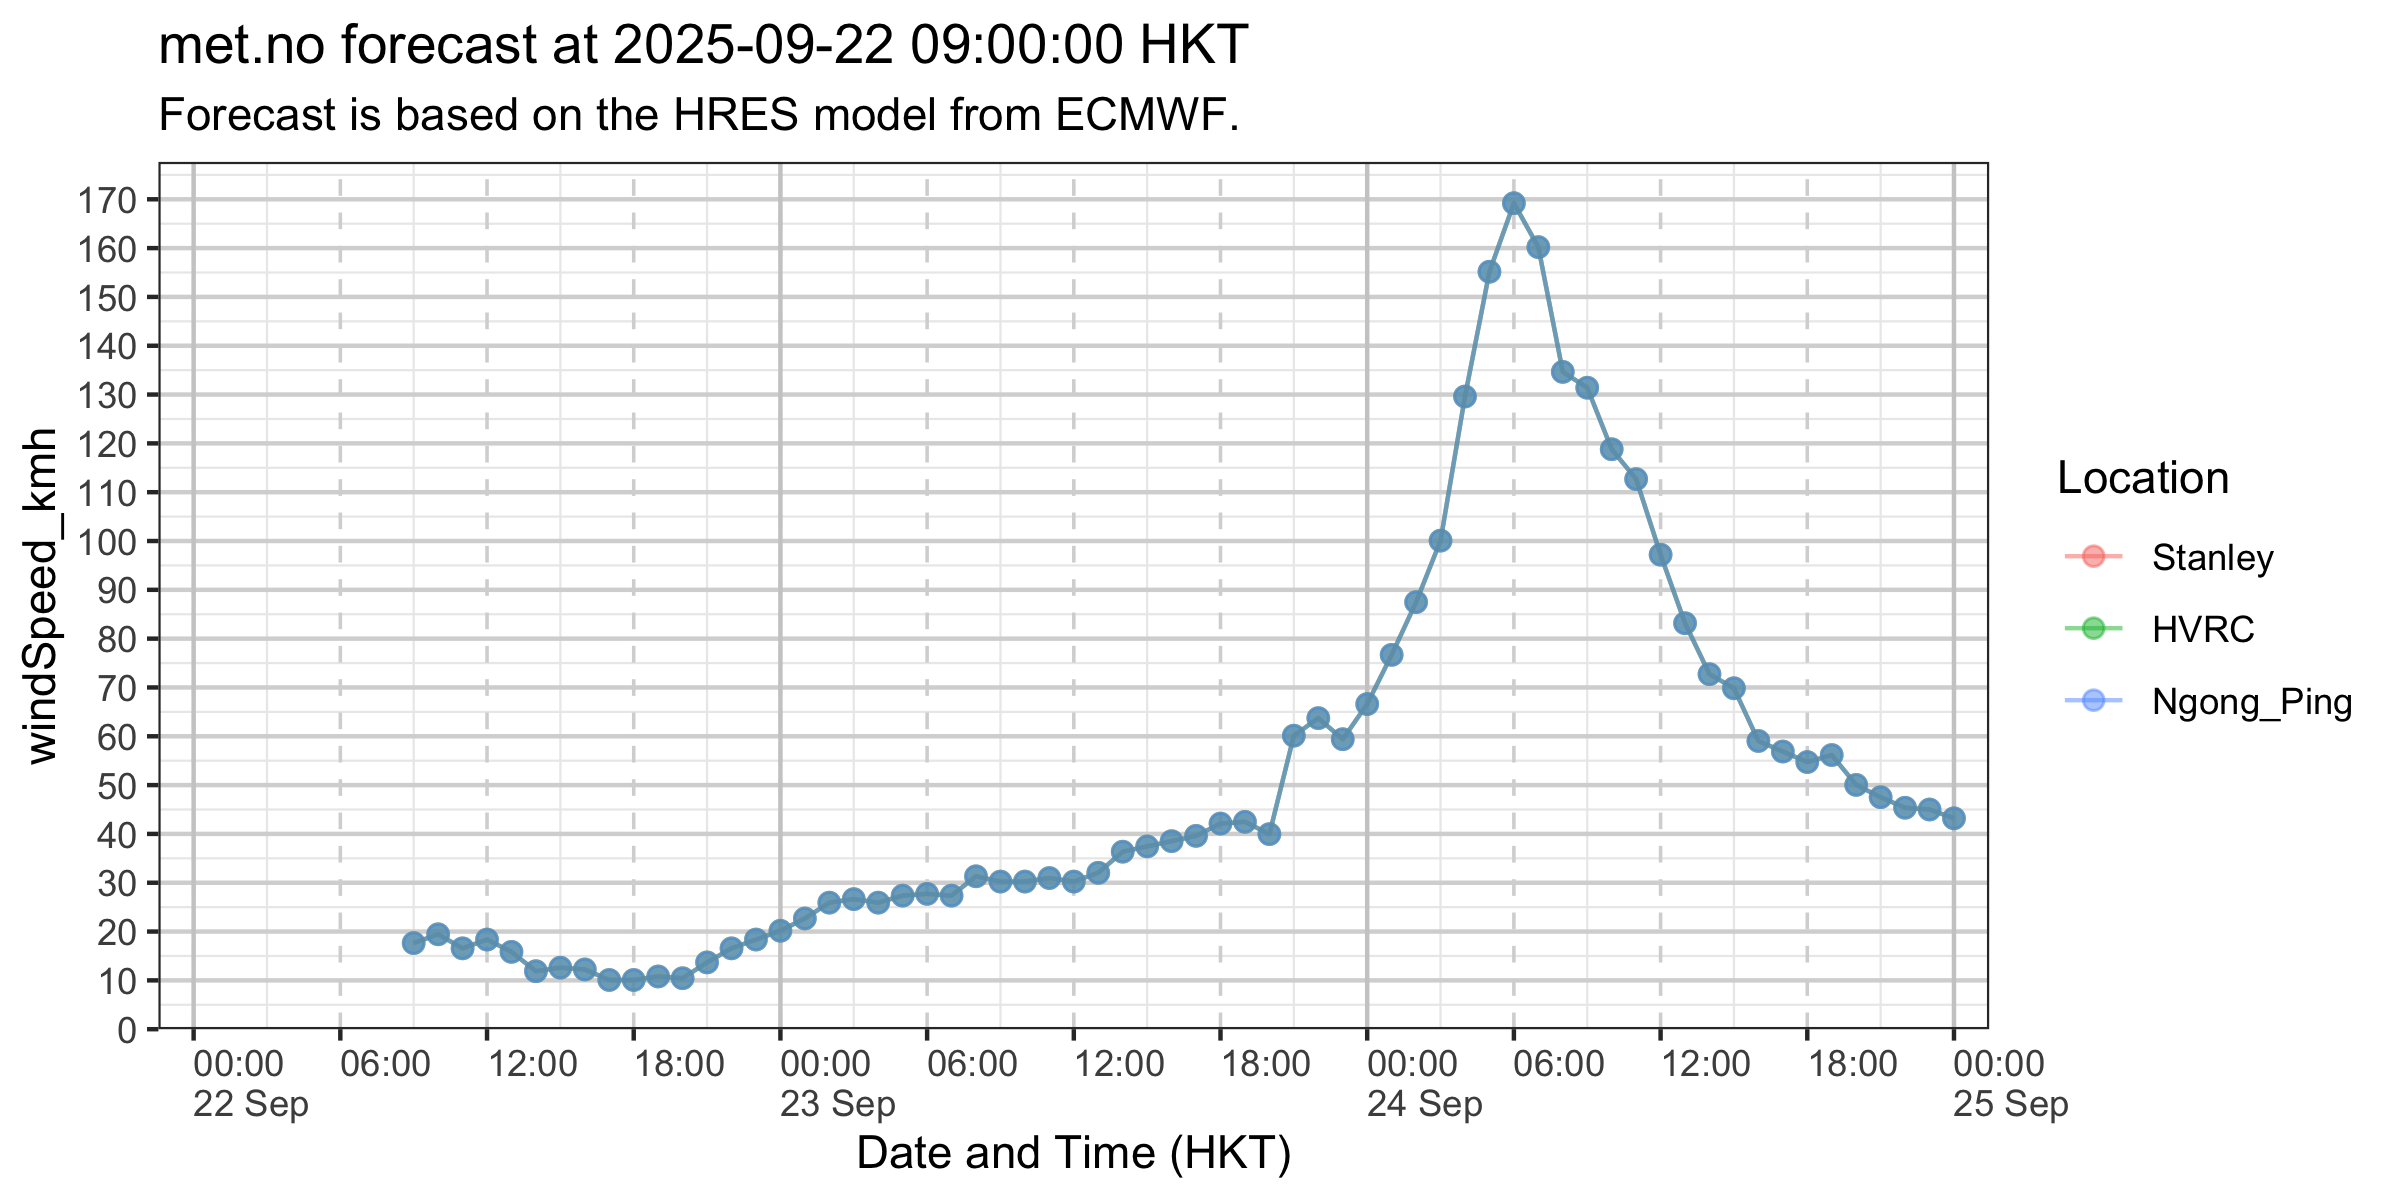 met.no forecast at 2025-09-22 09:00:00 HKT
Forecast is based on the HRES model from ECMWF.
windSpeed_kmh
170
160
150
140
130
120
110
100
90
80
70
60
50
40
30
20
10
0
00:00 06:00 12:00 18:00 00:00 06:00 12:00 18:00 00:00 06:00 12:00 18:00 00:00
22 Sep 23 Sep 24 Sep 25 Sep
Date and Time (HKT)
Location
Stanley
HVRC
Ngong_Ping